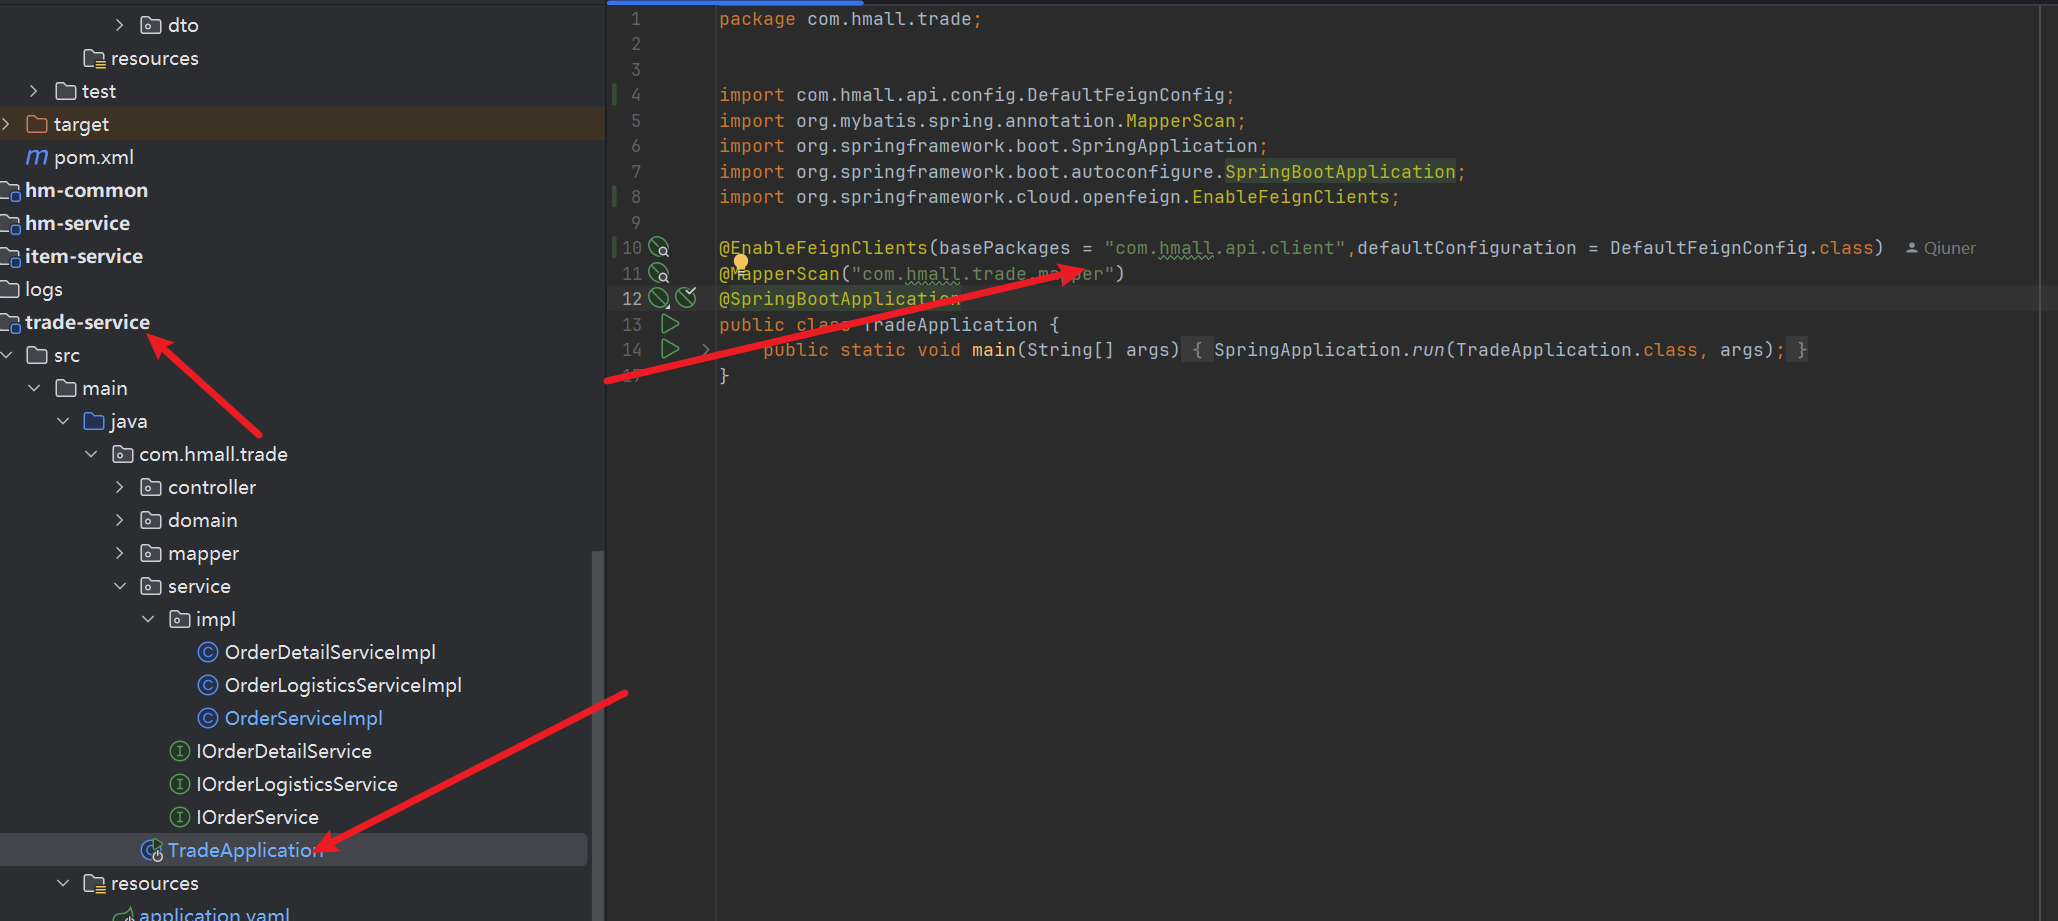 dto
resources
test
target
pom.xml
hm-common
hm-service
item-service
logs
trade-service
src
main
java
com.hmall.trade
controller
domain
mapper
service
impl
OrderDetailServiceImpl
OrderLogisticsServiceImpl
OrderServiceImpl
IOrderDetailService
IOrderLogisticsService
IOrderService
TradeApplication
resources
application.yaml
1 package com.hmall.trade;
2
3
4 import com.hmall.api.config.DefaultFeignConfig;
5 import org.mybatis.spring.annotation.MapperScan;
6 import org.springframework.boot.SpringApplication;
7 import org.springframework.boot.autoconfigure.SpringBootApplication;
8 import org.springframework.cloud.openfeign.EnableFeignClients;
9
10 @EnableFeignClients(basePackages = "com.hmall.api.client",defaultConfiguration = DefaultFeignConfig.class) Qiuner
11 @MapperScan("com.hmall.trade.mapper")
12 @SpringBootApplication
13 public class TradeApplication {
14 public static void main(String[] args) { SpringApplication.run(TradeApplication.class, args); }
17 }